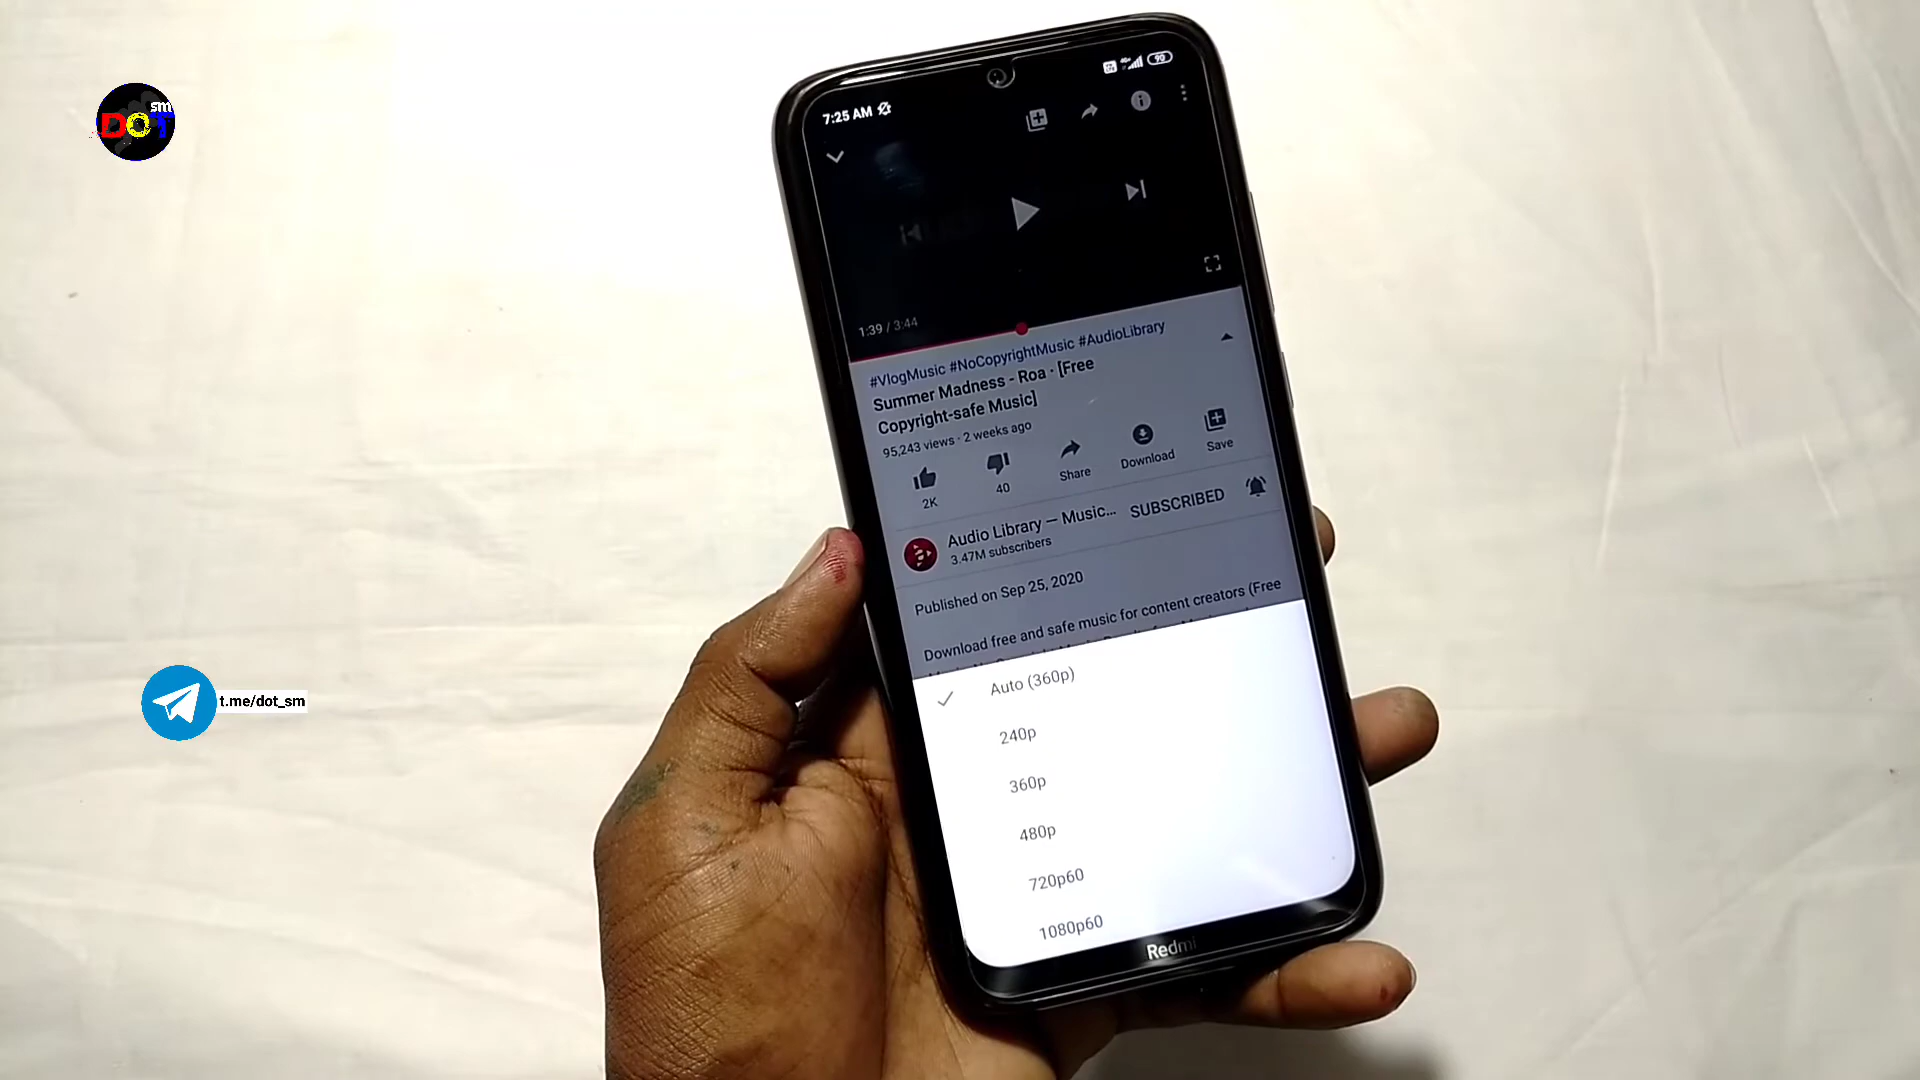 sm
DOT
7:25 AM
90
1:39 / 3:44
#VlogMusic #NoCopyrightMusic #AudioLibrary
Summer Madness - Roa · [Free
Copyright-safe Music]
95,243 views · 2 weeks ago
2K
40
Share
Download
Save
Audio Library — Music...
SUBSCRIBED
3.47M subscribers
Published on Sep 25, 2020
Download free and safe music for content creators (Free
Auto (360p)
240p
360p
480p
720p60
1080p60
Redmi
t.me/dot_sm